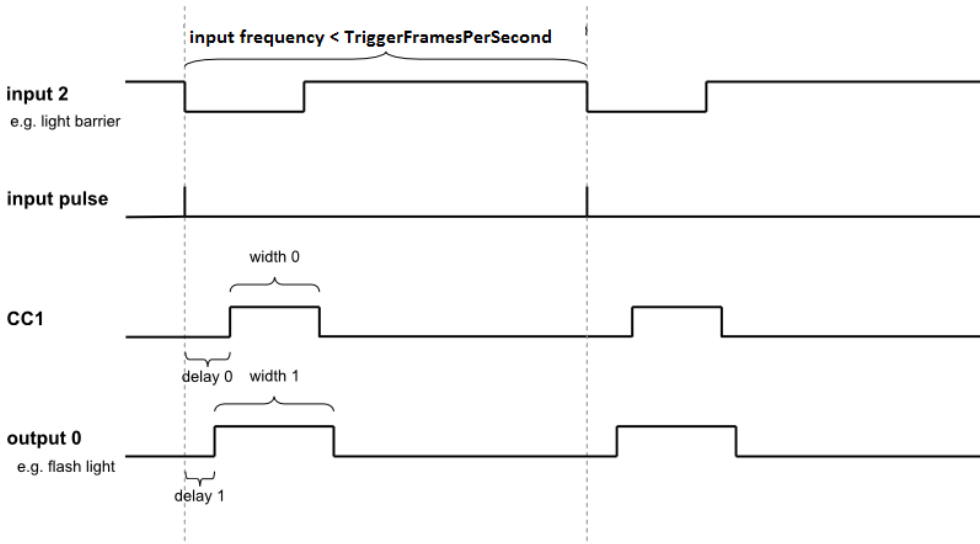 input frequency < TriggerFramesPerSecond
input 2
e.g. light barrier
input pulse
width 0
CC1
delay 0
width 1
output 0
e.g. flash light
delay 1